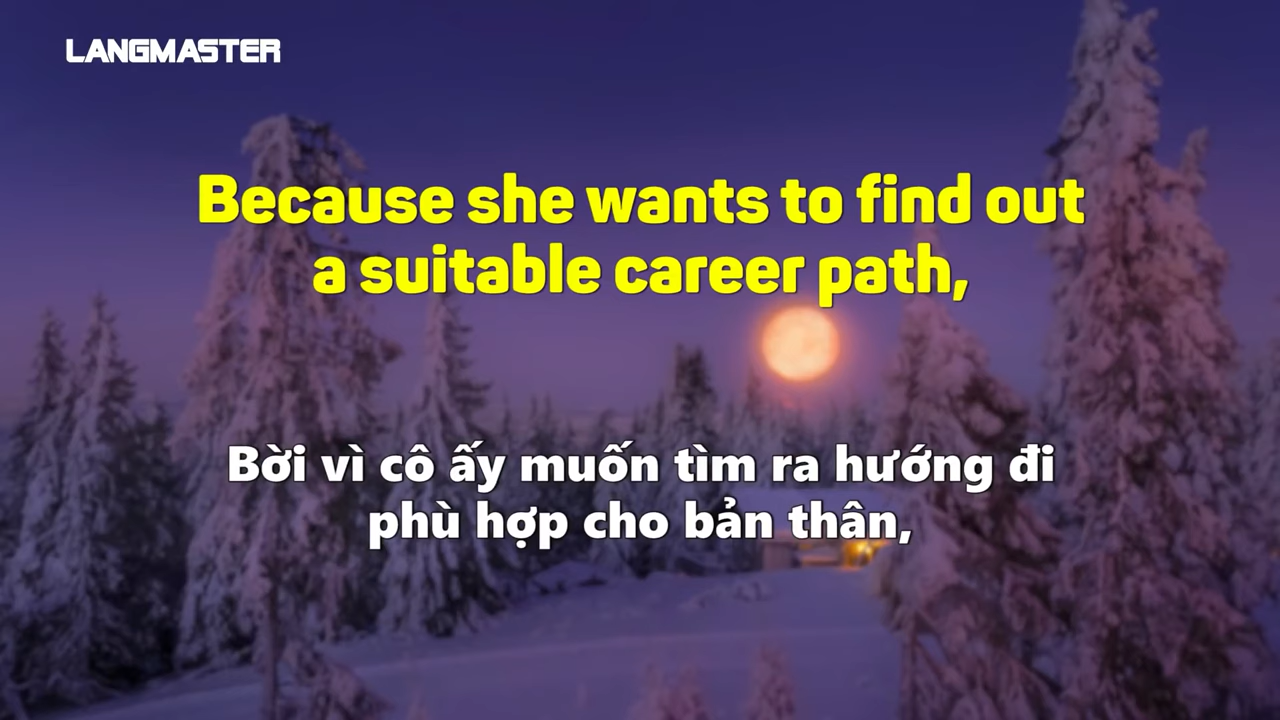 LANGMASTER
Because she wants to find out
a suitable career path,
Bời vì cô ấy muốn tìm ra hướng đi
phù hợp cho bản thân,